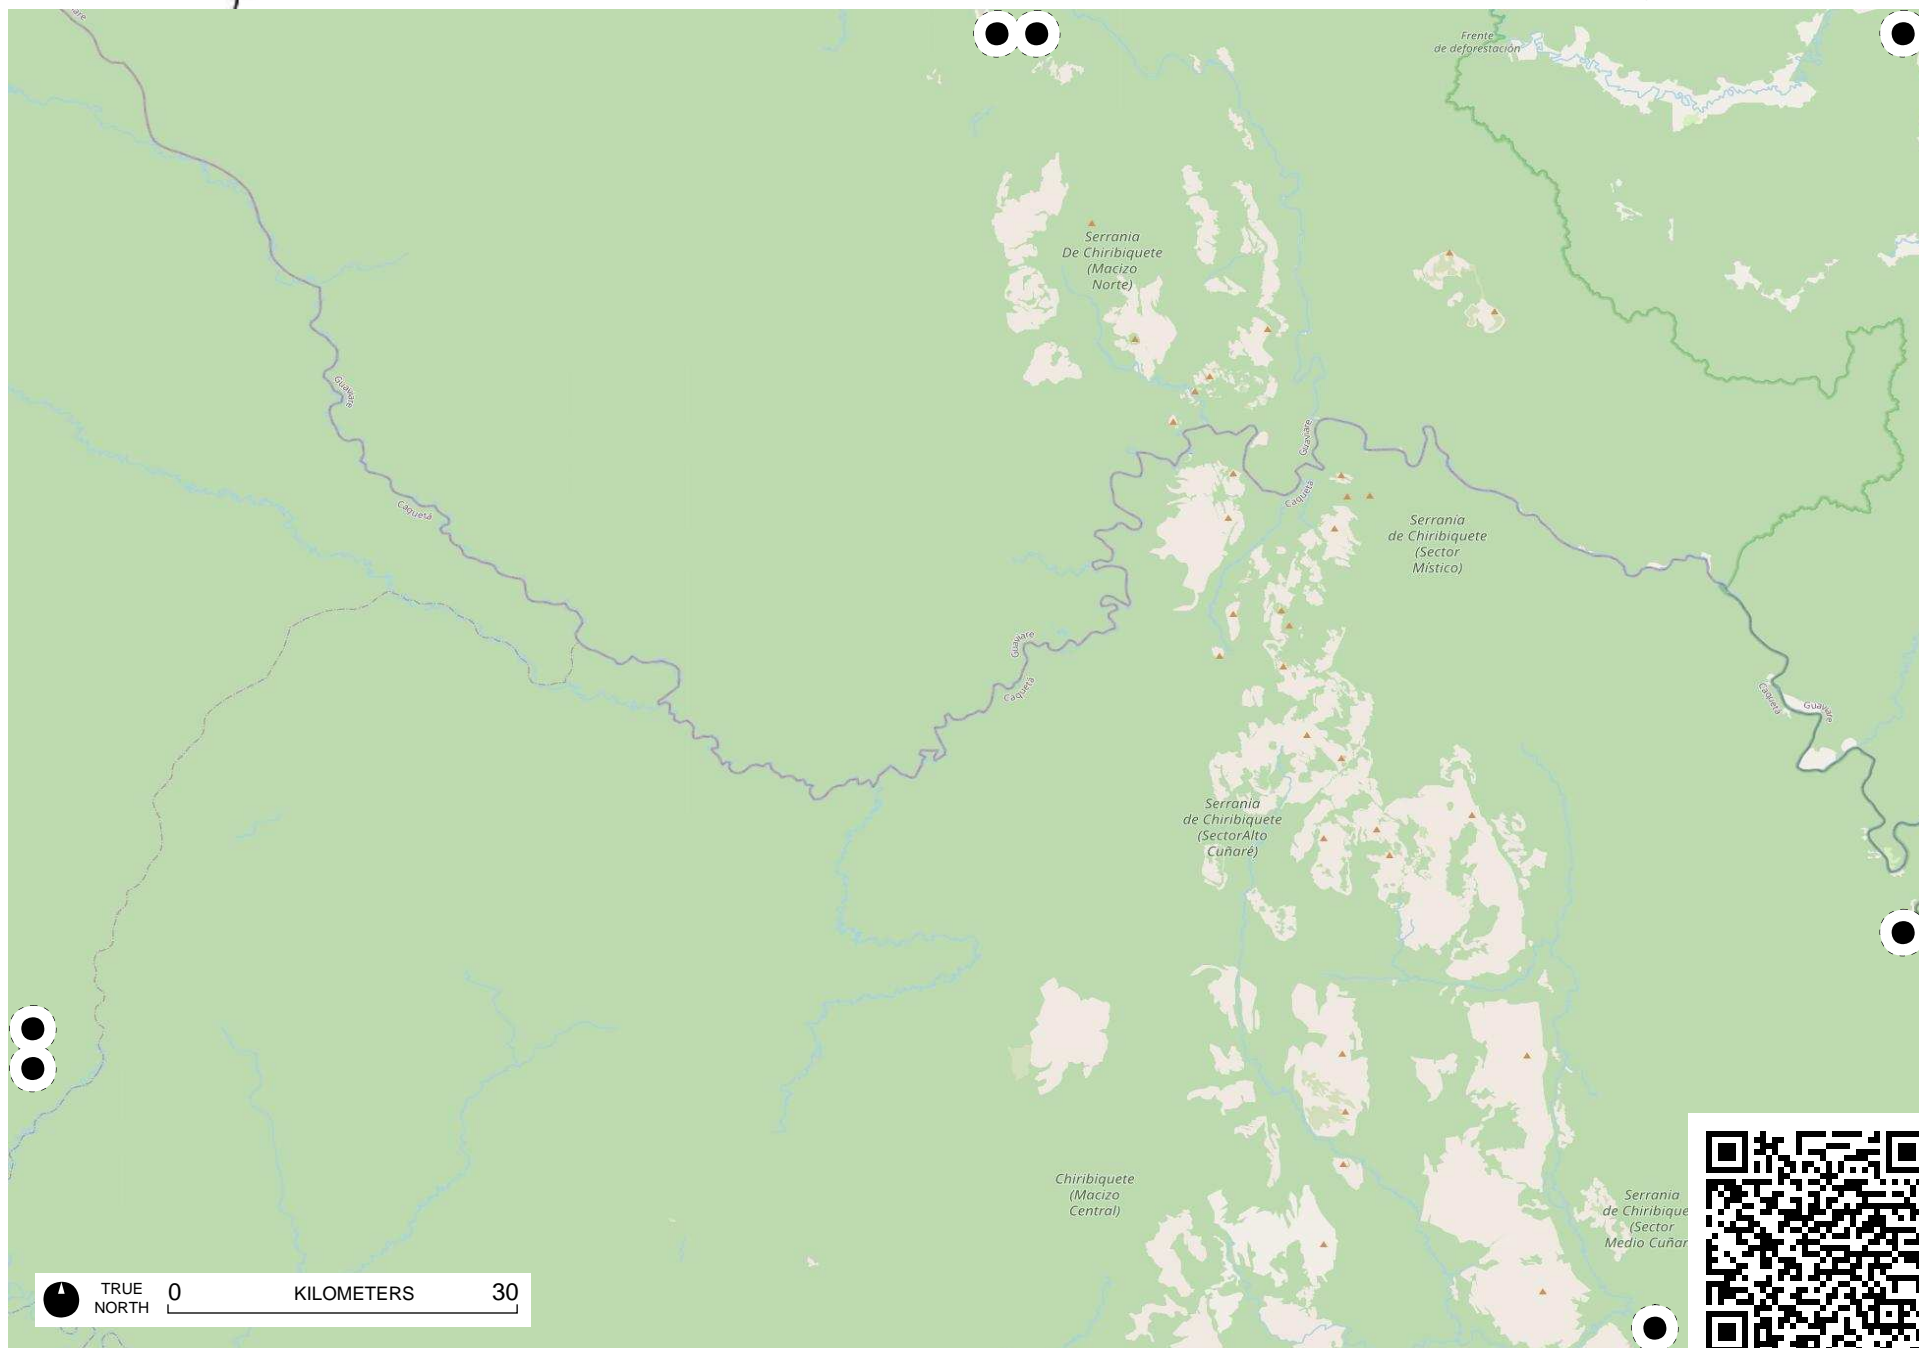 Frente
de deforestación
Serrania
De Chiribiquete
(Macizo
Norte)
Guaviare
Guaviare
Caquetá
Caquetá
Serrania
de Chiribiquete
(Sector
Místico)
Guaviare
Caquetá
Caquetá
Guaviare
Serrania
de Chiribiquete
(SectorAlto
Cuñaré)
Chiribiquete
(Macizo
Central)
Serrania
de Chiribique
(Sector
Medio Cuñar
TRUE
NORTH
0
KILOMETERS
30